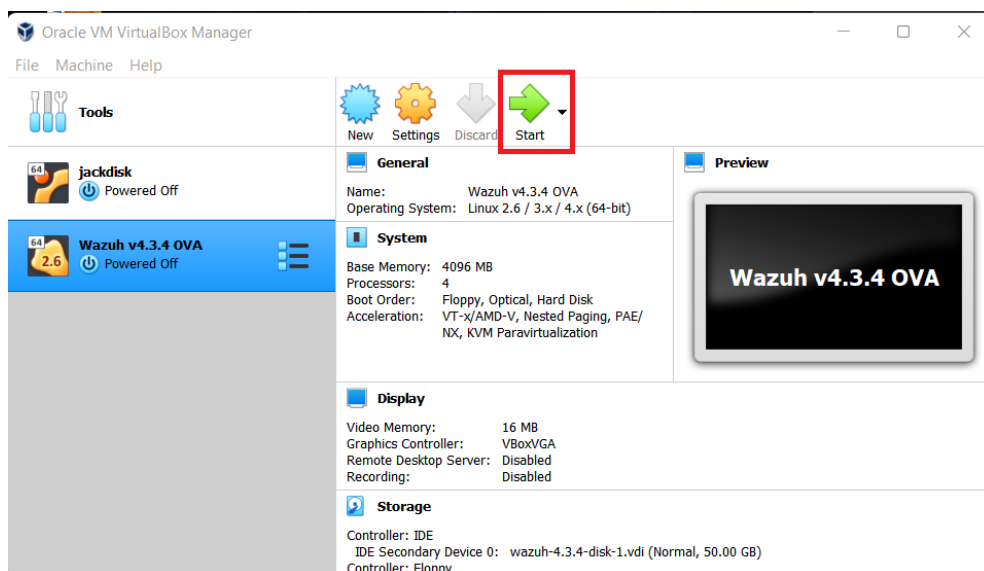 Oracle VM VirtualBox Manager
File Machine Help
Tools
New Settings Discard Start
64
jackdisk
Powered Off
64
2.6
Wazuh v4.3.4 OVA
Powered Off
General
Name: Wazuh v4.3.4 OVA
Operating System: Linux 2.6 / 3.x / 4.x (64-bit)
System
Base Memory: 4096 MB
Processors: 4
Boot Order: Floppy, Optical, Hard Disk
Acceleration: VT-x/AMD-V, Nested Paging, PAE/
NX, KVM Paravirtualization
Preview
Wazuh v4.3.4 OVA
Display
Video Memory: 16 MB
Graphics Controller: VBoxVGA
Remote Desktop Server: Disabled
Recording: Disabled
Storage
Controller: IDE
IDE Secondary Device 0: wazuh-4.3.4-disk-1.vdi (Normal, 50.00 GB)
Controller: Floppy